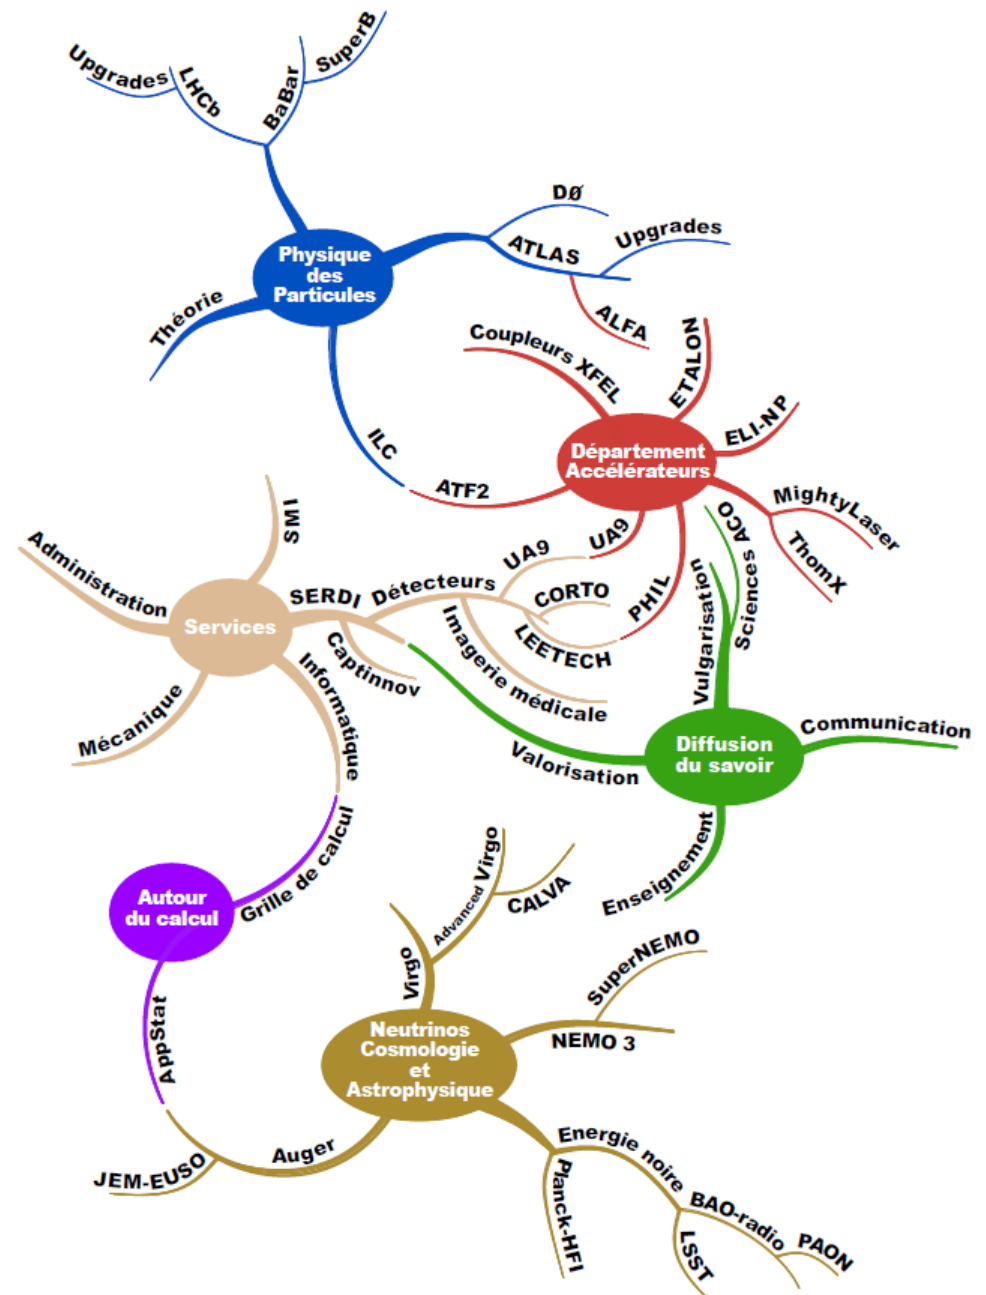 SuperB
Upgrades
LHCb
BaBar
DØ
Upgrades
ATLAS
Physique
des
Particules
Théorie
ALFA
Coupleurs XFEL
ETALON
ELI-NP
ILC
Département
Accélérateurs
ATF2
MightyLaser
ThomX
SMI
UA9
UA9
Sciences ACO
Administration
SERDI
Détecteurs
CORTO
PHIL
Services
LEETECH
Vulgarisation
Captinnov
Imagerie médicale
Informatique
Mécanique
Communication
Diffusion
du savoir
Valorisation
Grille de calcul
Enseignement
Autour
du calcul
Advanced Virgo
CALVA
Virgo
SuperNEMO
NEMO 3
AppStat
Neutrinos
Cosmologie
et
Astrophysique
Auger
JEM-EUSO
Energie noire
Planck-HFI
BAO-radio
PAON
LSST